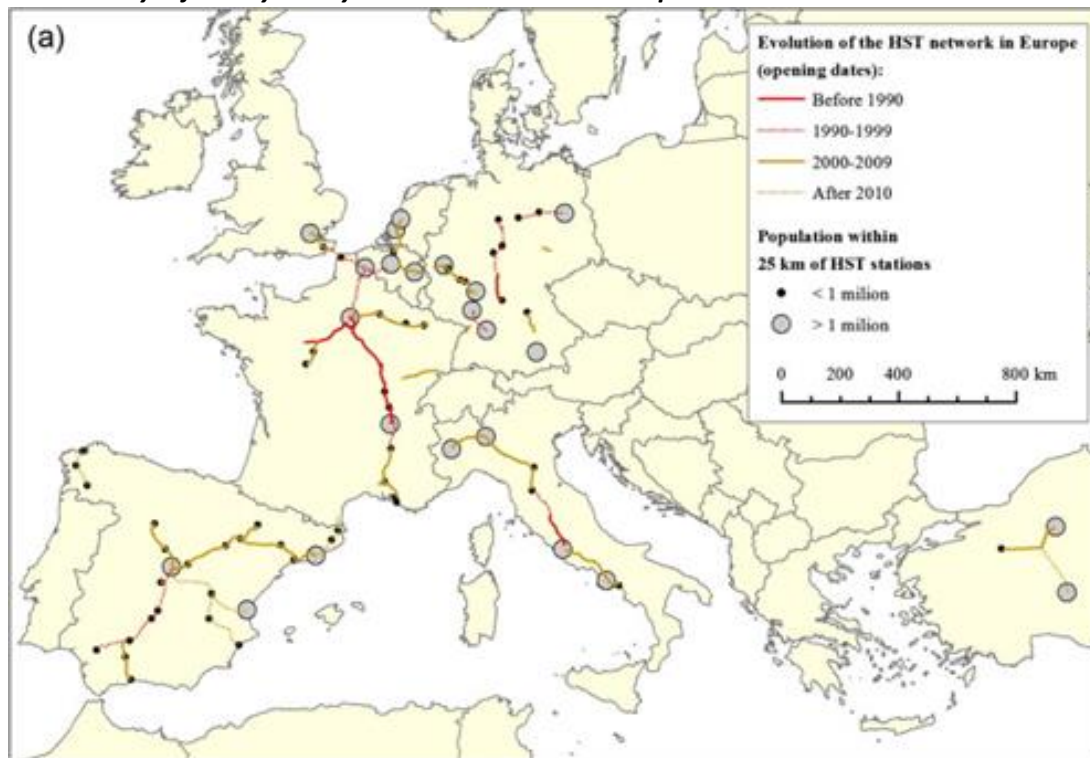 (a)
Evolution of the HST network in Europe
(opening dates):
Before 1990
1990-1999
2000-2009
After 2010
Population within
25 km of HST stations
< 1 milion
> 1 milion
0 200 400 800 km